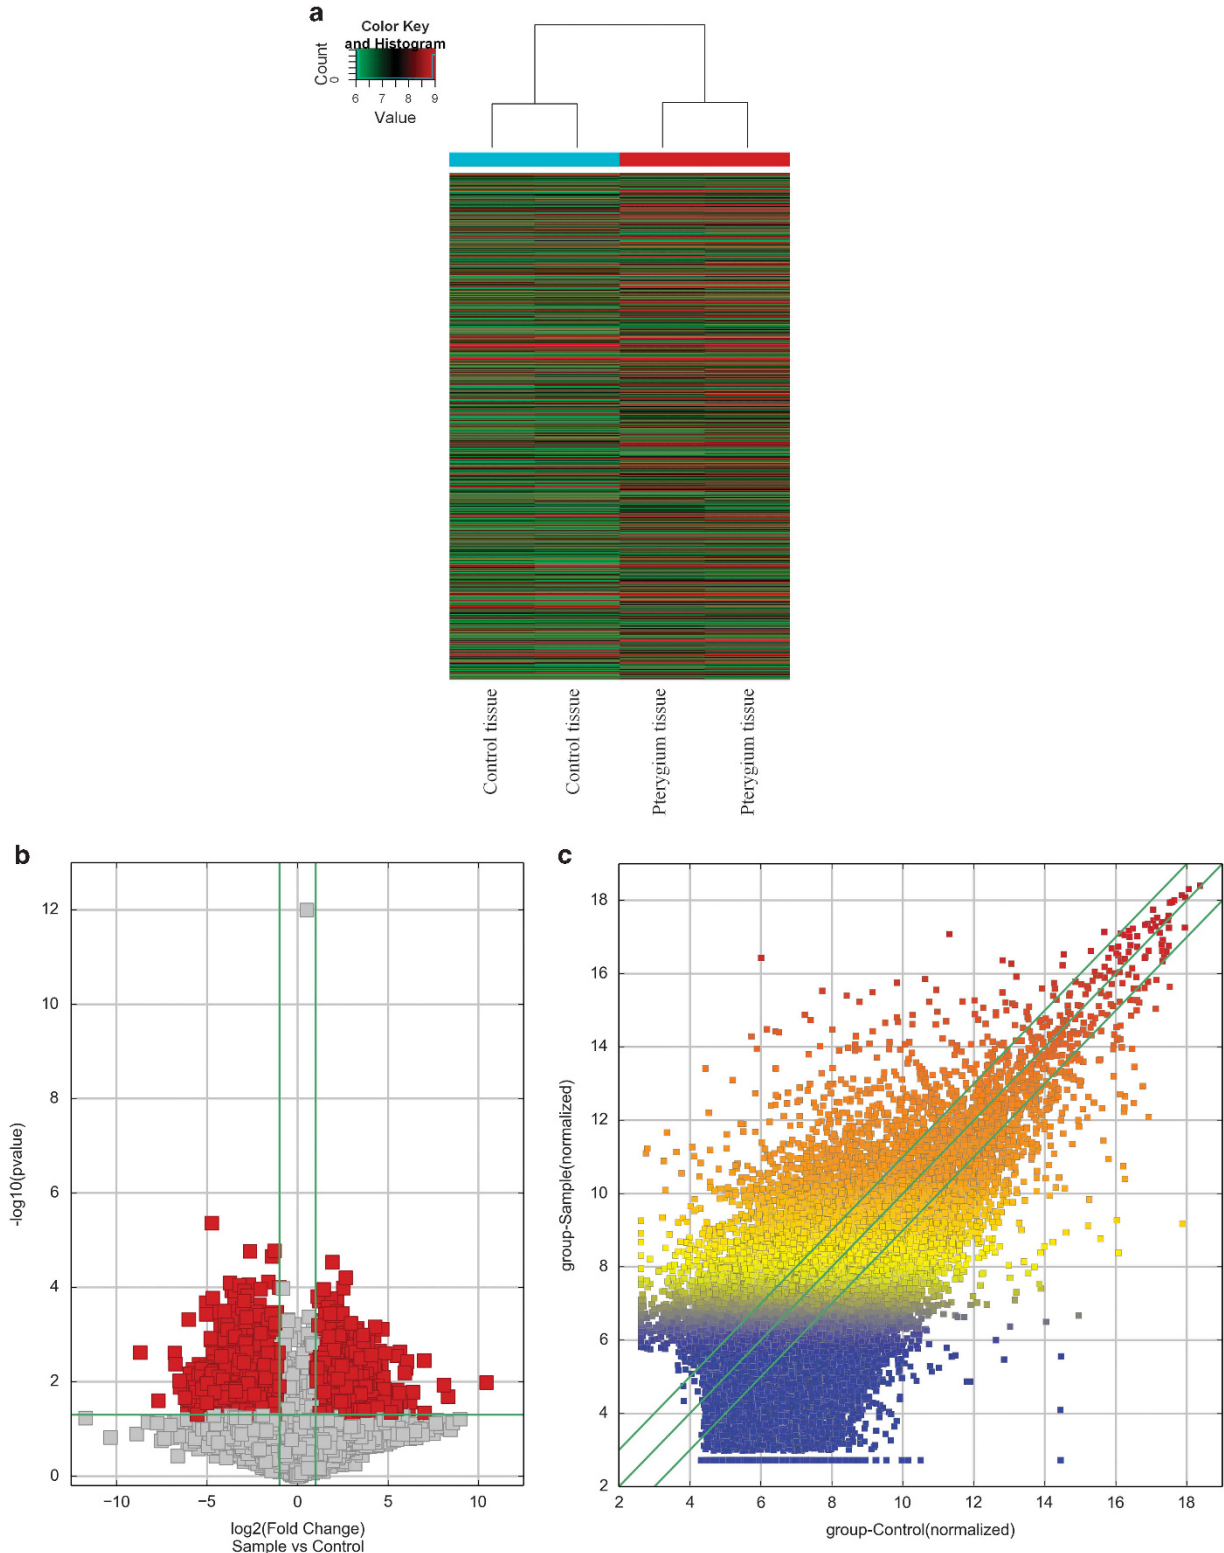 a
Color Key
and Histogram
Count
0
6 7 8 9
Value
Control tissue
Control tissue
Pterygium tissue
Pterygium tissue
b
12
10
8
6
4
2
0
-log10(pvalue)
−10 −5 0 5 10
log2(Fold Change)
Sample vs Control
c
18
16
14
12
10
8
6
4
2
group-Sample(normalized)
2 4 6 8 10 12 14 16 18
group-Control(normalized)